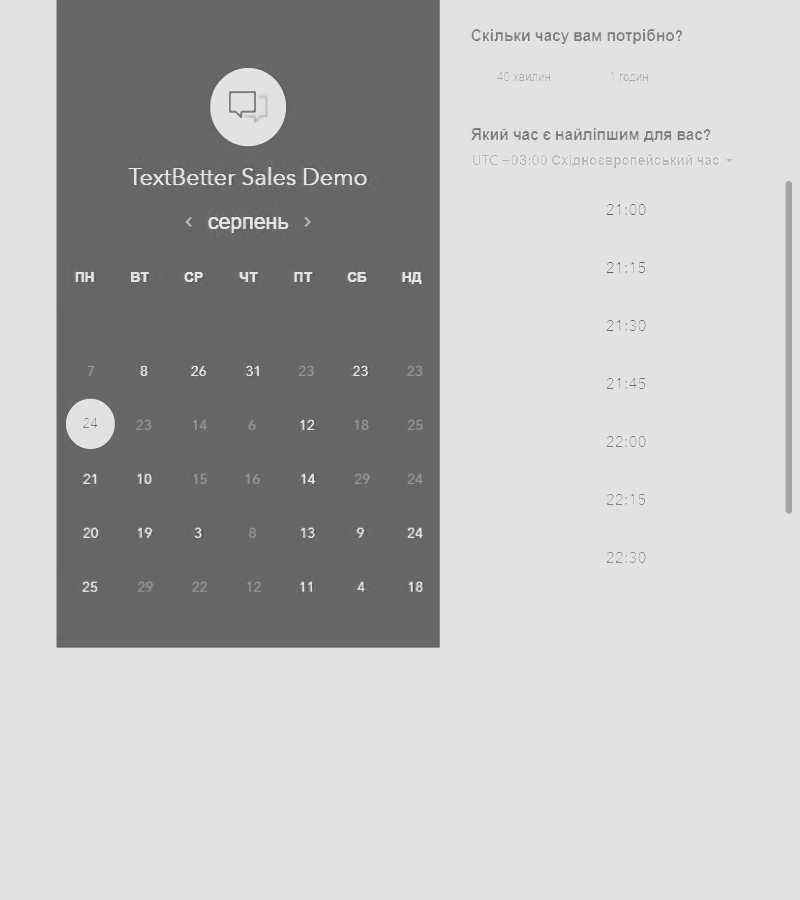 TextBetter Sales Demo
< серпень >
ПН ВТ СР ЧТ ПТ СБ НД
7 8 26 31 23 23 23
24 23 14 6 12 18 25
21 10 15 16 14 29 24
20 19 3 8 13 9 24
25 29 22 12 11 4 18
Скільки часу вам потрібно?
40 хвилин 1 годин
Який час є найліпшим для вас?
UTC +03:00 Східноєвропейський час
21:00
21:15
21:30
21:45
22:00
22:15
22:30